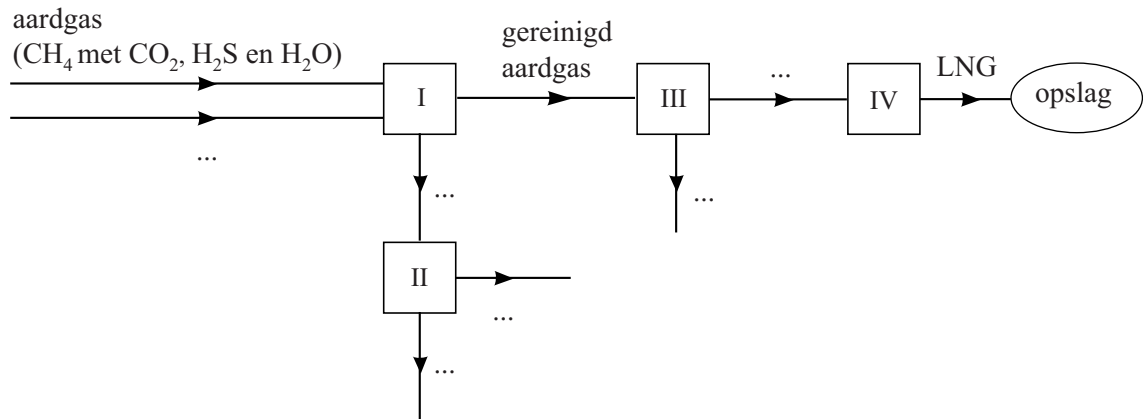 aardgas
(CH₄ met CO₂, H₂S en H₂O)
...
I
gereinigd
aardgas
III
...
IV
LNG
opslag
...
...
II
...
...